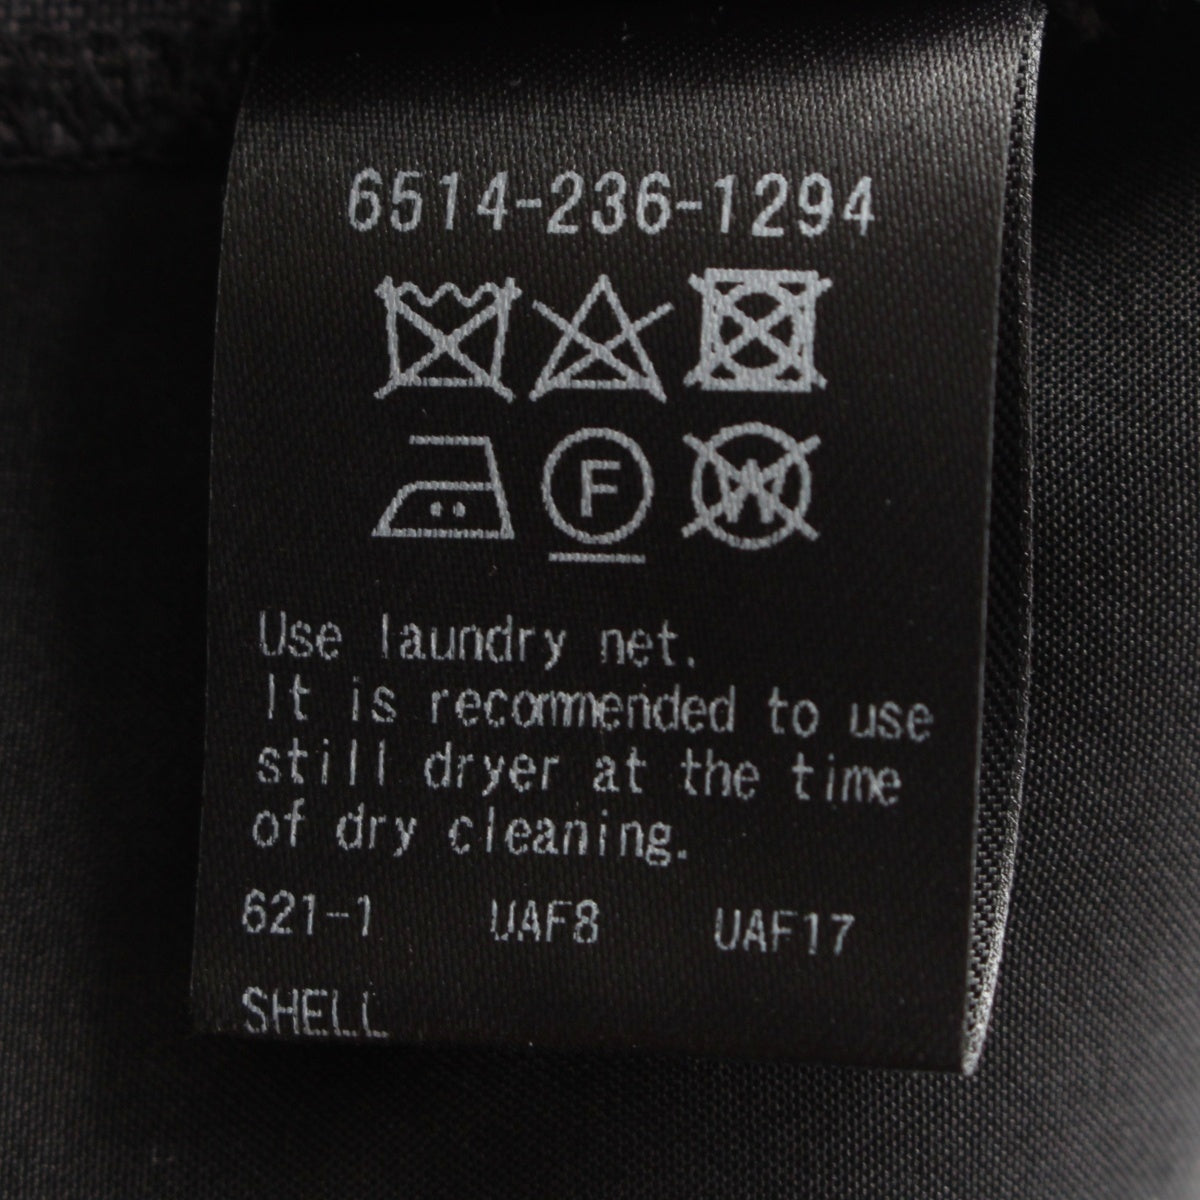 6514-236-1294
F W
Use laundry net.
It is recommended to use
still dryer at the time
of dry cleaning.
621-1 UAF8 UAF17
SHELL